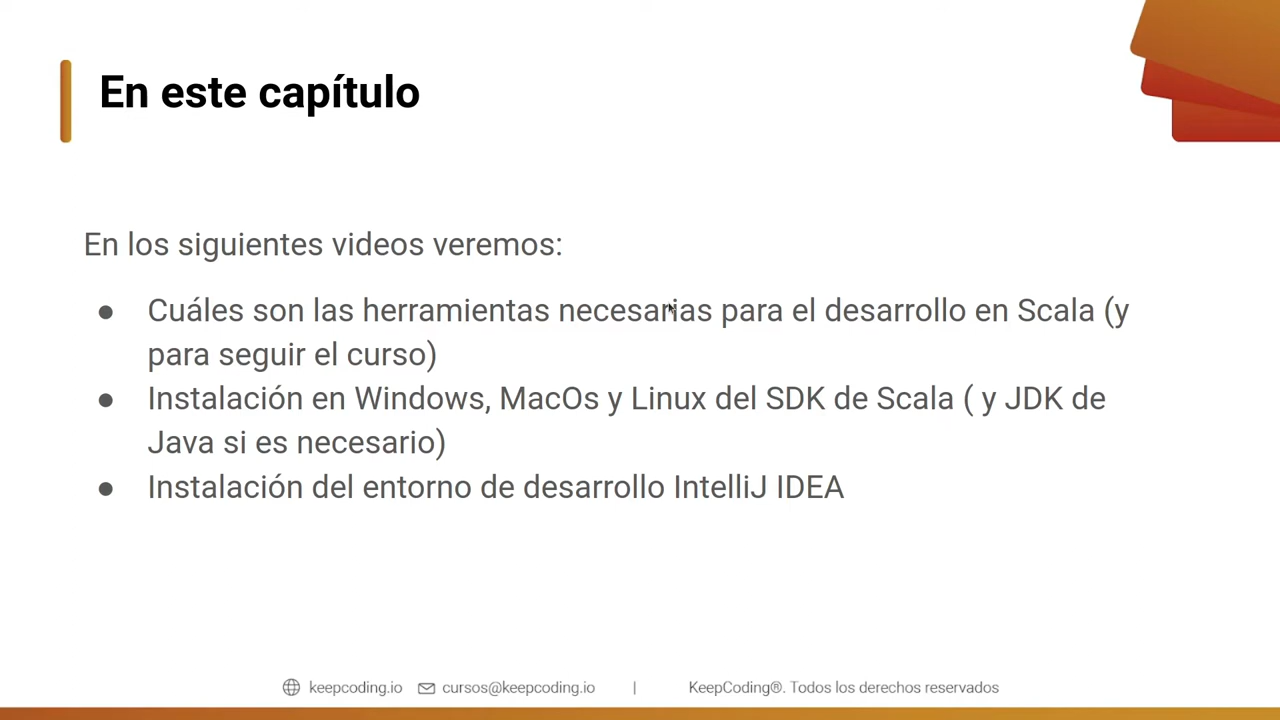 En este capítulo
En los siguientes videos veremos:
● Cuáles son las herramientas necesarias para el desarrollo en Scala (y
para seguir el curso)
● Instalación en Windows, MacOs y Linux del SDK de Scala ( y JDK de
Java si es necesario)
● Instalación del entorno de desarrollo IntelliJ IDEA
keepcoding.io cursos@keepcoding.io | KeepCoding®. Todos los derechos reservados